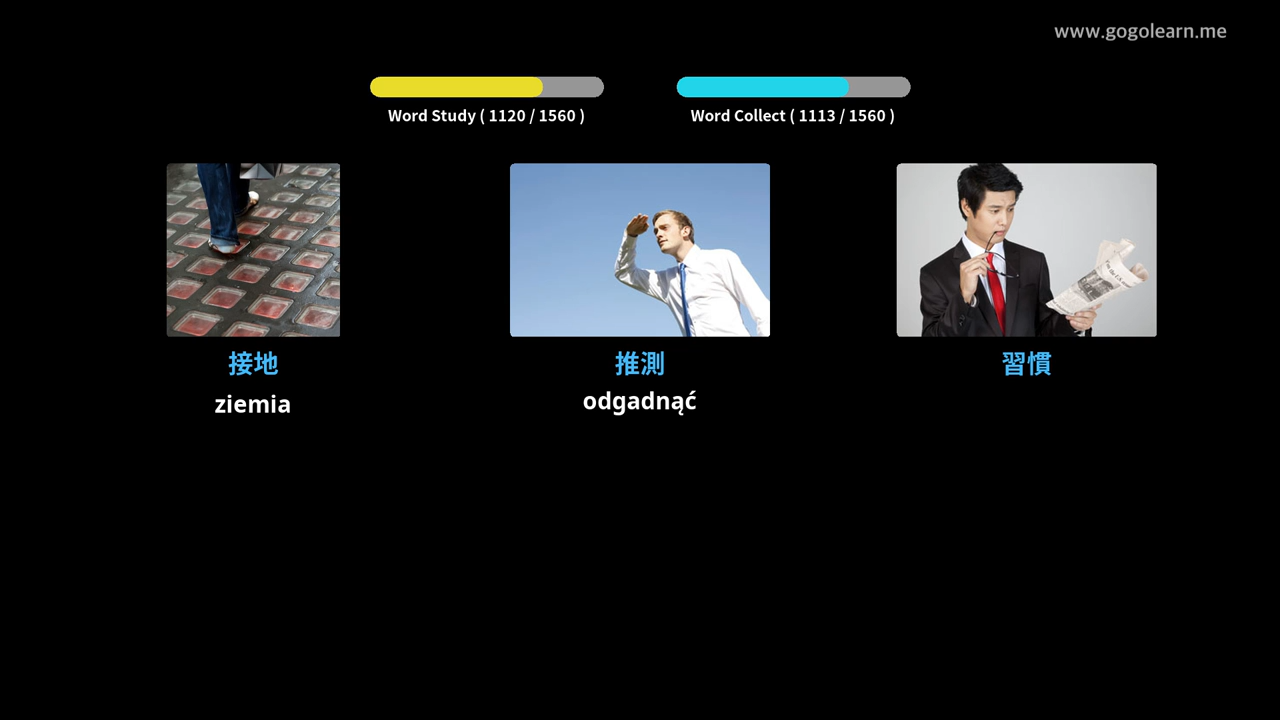 www.gogolearn.me
Word Study ( 1120 / 1560 )
Word Collect ( 1113 / 1560 )
接地
推測
習慣
ziemia
odgadnąć